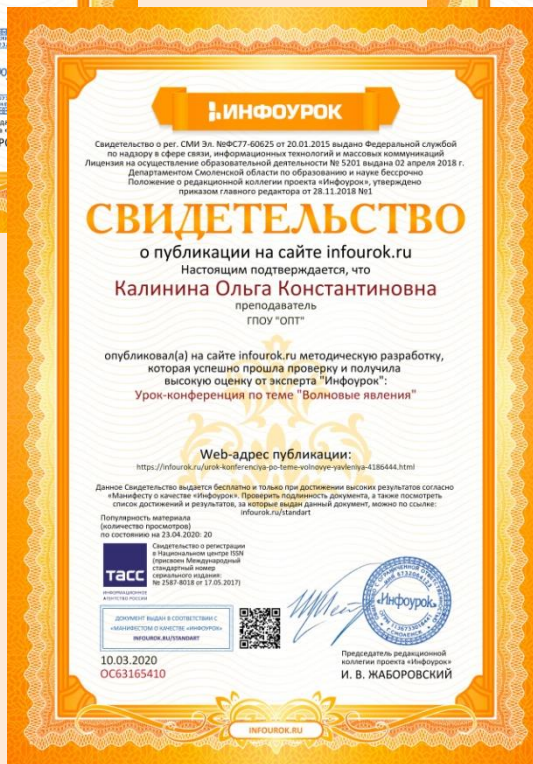 ИНФОУРОК
Свидетельство о рег. СМИ Эл. №ФС77-60625 от 20.01.2015 выдано Федеральной службой
по надзору в сфере связи, информационных технологий и массовых коммуникаций
Лицензия на осуществление образовательной деятельности № 5201 выдана 02 апреля 2018 г.
Департаментом Смоленской области по образованию и науке бессрочно
Положение о редакционной коллегии проекта «Инфоурок», утверждено
приказом главного редактора от 28.11.2018 №1
СВИДЕТЕЛЬСТВО
о публикации на сайте infourok.ru
Настоящим подтверждается, что
Калинина Ольга Константиновна
преподаватель
ГПОУ "ОПТ"
опубликовал(а) на сайте infourok.ru методическую разработку,
которая успешно прошла проверку и получила
высокую оценку от эксперта "Инфоурок":
Урок-конференция по теме "Волновые явления"
Web-адрес публикации:
https://infourok.ru/urok-konferenciya-po-teme-volnovye-yavleniya-4186444.html
Данное Свидетельство выдается бесплатно и только при достижении высоких результатов согласно
«Манифесту о качестве «Инфоурок». Проверить подлинность документа, а также посмотреть
список достижений и результатов, за которые выдан данный документ, можно по ссылке:
infourok.ru/standart
Популярность материала
(количество просмотров)
по состоянию на 23.04.2020: 20
Свидетельство о регистрации
в Национальном центре ISSN
(присвоен Международный
стандартный номер
сериального издания:
№ 2587-8018 от 17.05.2017)
ТАСС
ИНФОРМАЦИОННОЕ
АГЕНТСТВО РОССИИ
ДОКУМЕНТ ВЫДАН В СООТВЕТСТВИИ С
«МАНИФЕСТОМ О КАЧЕСТВЕ «ИНФОУРОК»
INFOUROK.RU/STANDART
«Инфоурок»
10.03.2020
ОС63165410
Председатель редакционной
коллегии проекта «Инфоурок»
И. В. ЖАБОРОВСКИЙ
INFOUROK.RU